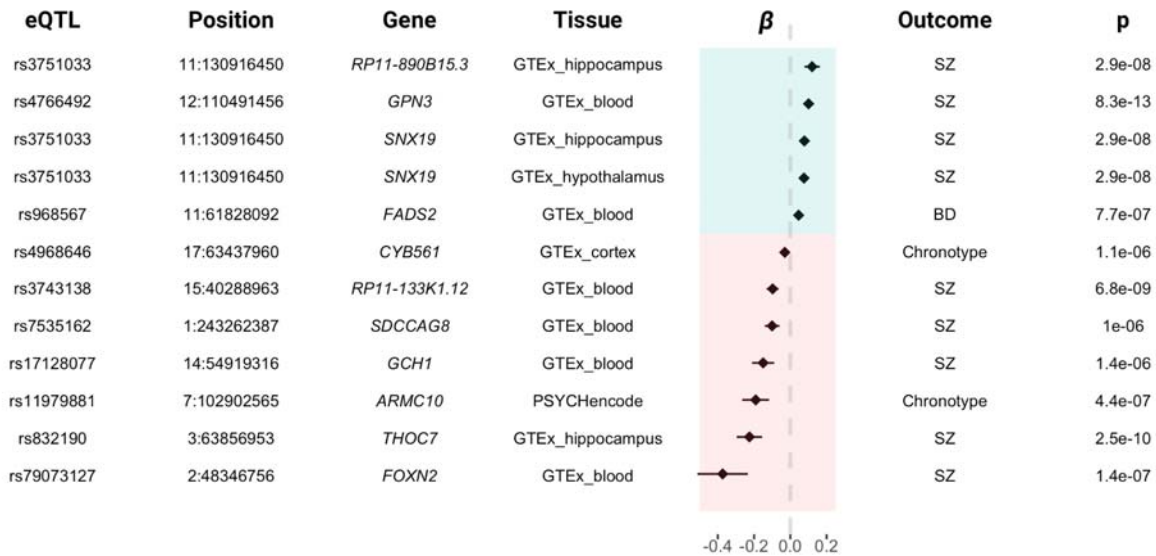 eQTL Position Gene Tissue β Outcome p
rs3751033 11:130916450 RP11-890B15.3 GTEx_hippocampus SZ 2.9e-08
rs4766492 12:110491456 GPN3 GTEx_blood SZ 8.3e-13
rs3751033 11:130916450 SNX19 GTEx_hippocampus SZ 2.9e-08
rs3751033 11:130916450 SNX19 GTEx_hypothalamus SZ 2.9e-08
rs968567 11:61828092 FADS2 GTEx_blood BD 7.7e-07
rs4968646 17:63437960 CYB561 GTEx_cortex Chronotype 1.1e-06
rs3743138 15:40288963 RP11-133K1.12 GTEx_blood SZ 6.8e-09
rs7535162 1:243262387 SDCCAG8 GTEx_blood SZ 1e-06
rs17128077 14:54919316 GCH1 GTEx_blood SZ 1.4e-06
rs11979881 7:102902565 ARMC10 PSYCHencode Chronotype 4.4e-07
rs832190 3:63856953 THOC7 GTEx_hippocampus SZ 2.5e-10
rs79073127 2:48346756 FOXN2 GTEx_blood SZ 1.4e-07
-0.4 -0.2 0.0 0.2